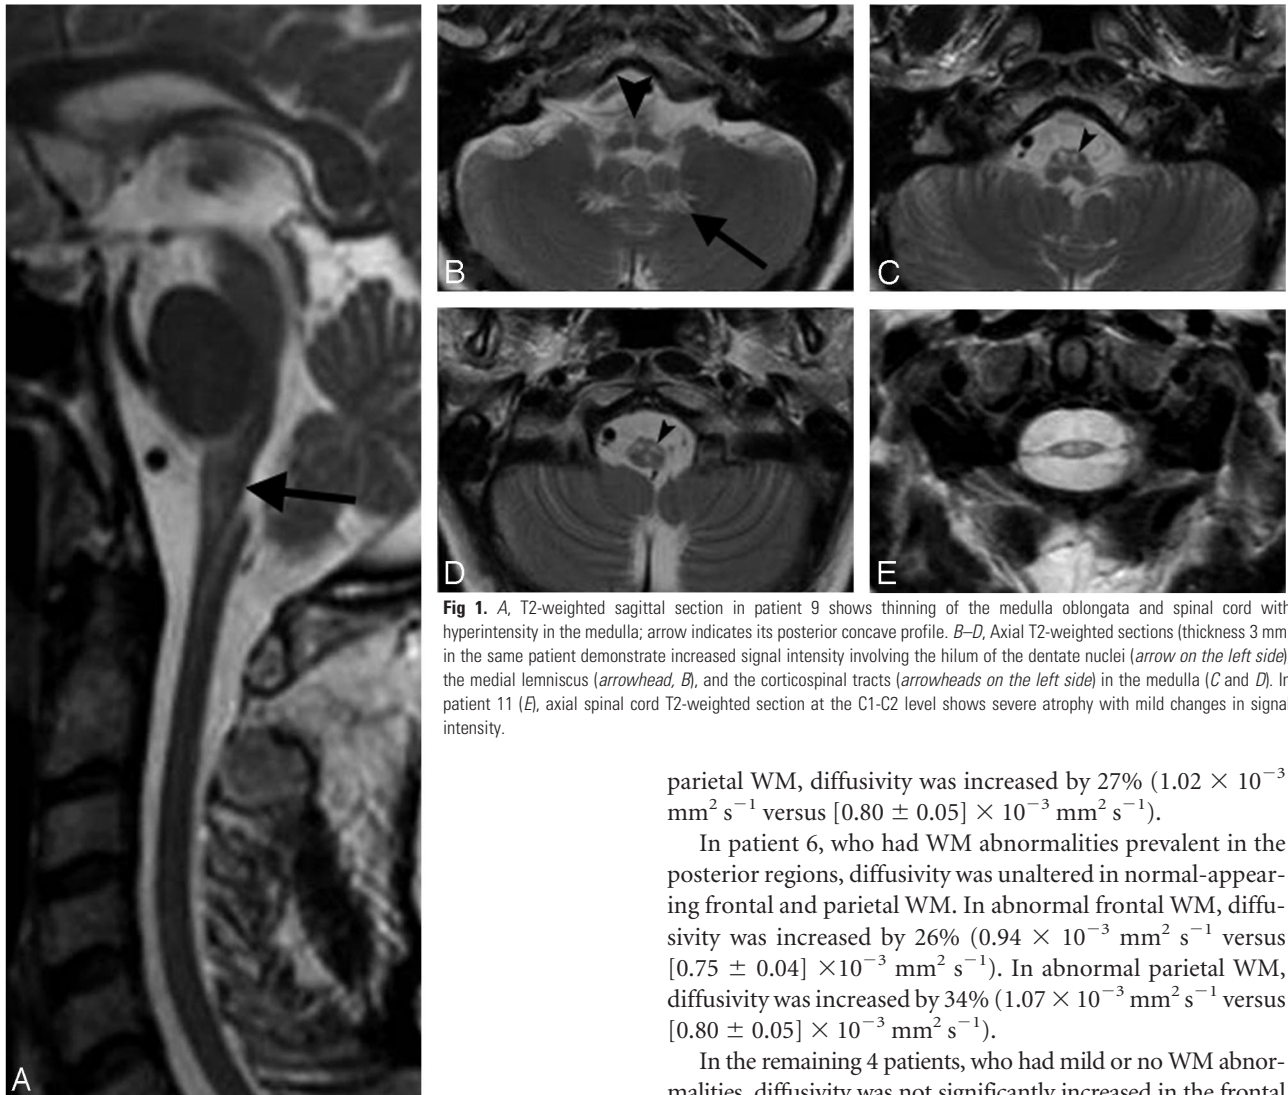 A
B
C
D
E
Fig 1. A, T2-weighted sagittal section in patient 9 shows thinning of the medulla oblongata and spinal cord with
hyperintensity in the medulla; arrow indicates its posterior concave profile. B–D, Axial T2-weighted sections (thickness 3 mm
in the same patient demonstrate increased signal intensity involving the hilum of the dentate nuclei (arrow on the left side)
the medial lemniscus (arrowhead, B), and the corticospinal tracts (arrowheads on the left side) in the medulla (C and D). In
patient 11 (E), axial spinal cord T2-weighted section at the C1-C2 level shows severe atrophy with mild changes in signal
intensity.
parietal WM, diffusivity was increased by 27% (1.02 × 10⁻³
mm² s⁻¹ versus [0.80 ± 0.05] × 10⁻³ mm² s⁻¹).
In patient 6, who had WM abnormalities prevalent in the
posterior regions, diffusivity was unaltered in normal-appear-
ing frontal and parietal WM. In abnormal frontal WM, diffu-
sivity was increased by 26% (0.94 × 10⁻³ mm² s⁻¹ versus
[0.75 ± 0.04] ×10⁻³ mm² s⁻¹). In abnormal parietal WM,
diffusivity was increased by 34% (1.07 × 10⁻³ mm² s⁻¹ versus
[0.80 ± 0.05] × 10⁻³ mm² s⁻¹).
In the remaining 4 patients, who had mild or no WM abnor-
malities, diffusivity was not significantly increased in the frontal